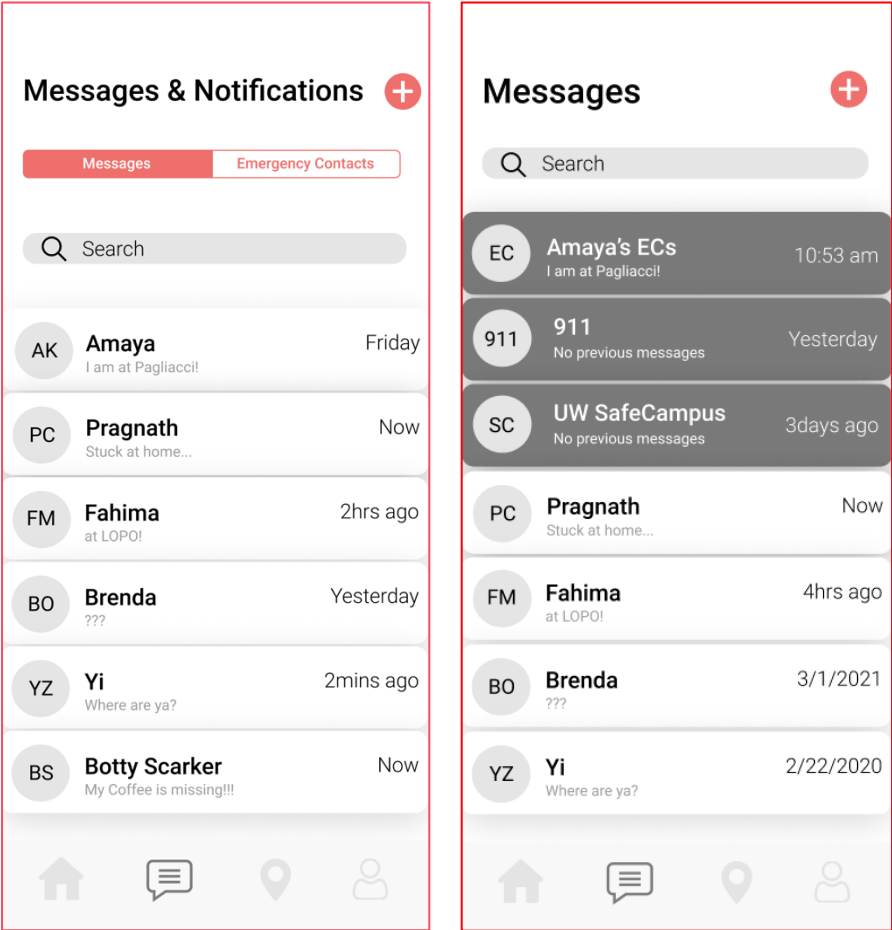 Messages & Notifications
Messages Emergency Contacts
Search
AK Amaya Friday
I am at Pagliacci!
PC Pragnath Now
Stuck at home...
FM Fahima 2hrs ago
at LOPO!
BO Brenda Yesterday
???
YZ Yi 2mins ago
Where are ya?
BS Botty Scarker Now
My Coffee is missing!!!
Messages
Search
EC Amaya's ECs 10:53 am
I am at Pagliacci!
911 911 Yesterday
No previous messages
SC UW SafeCampus 3days ago
No previous messages
PC Pragnath Now
Stuck at home...
FM Fahima 4hrs ago
at LOPO!
BO Brenda 3/1/2021
???
YZ Yi 2/22/2020
Where are ya?